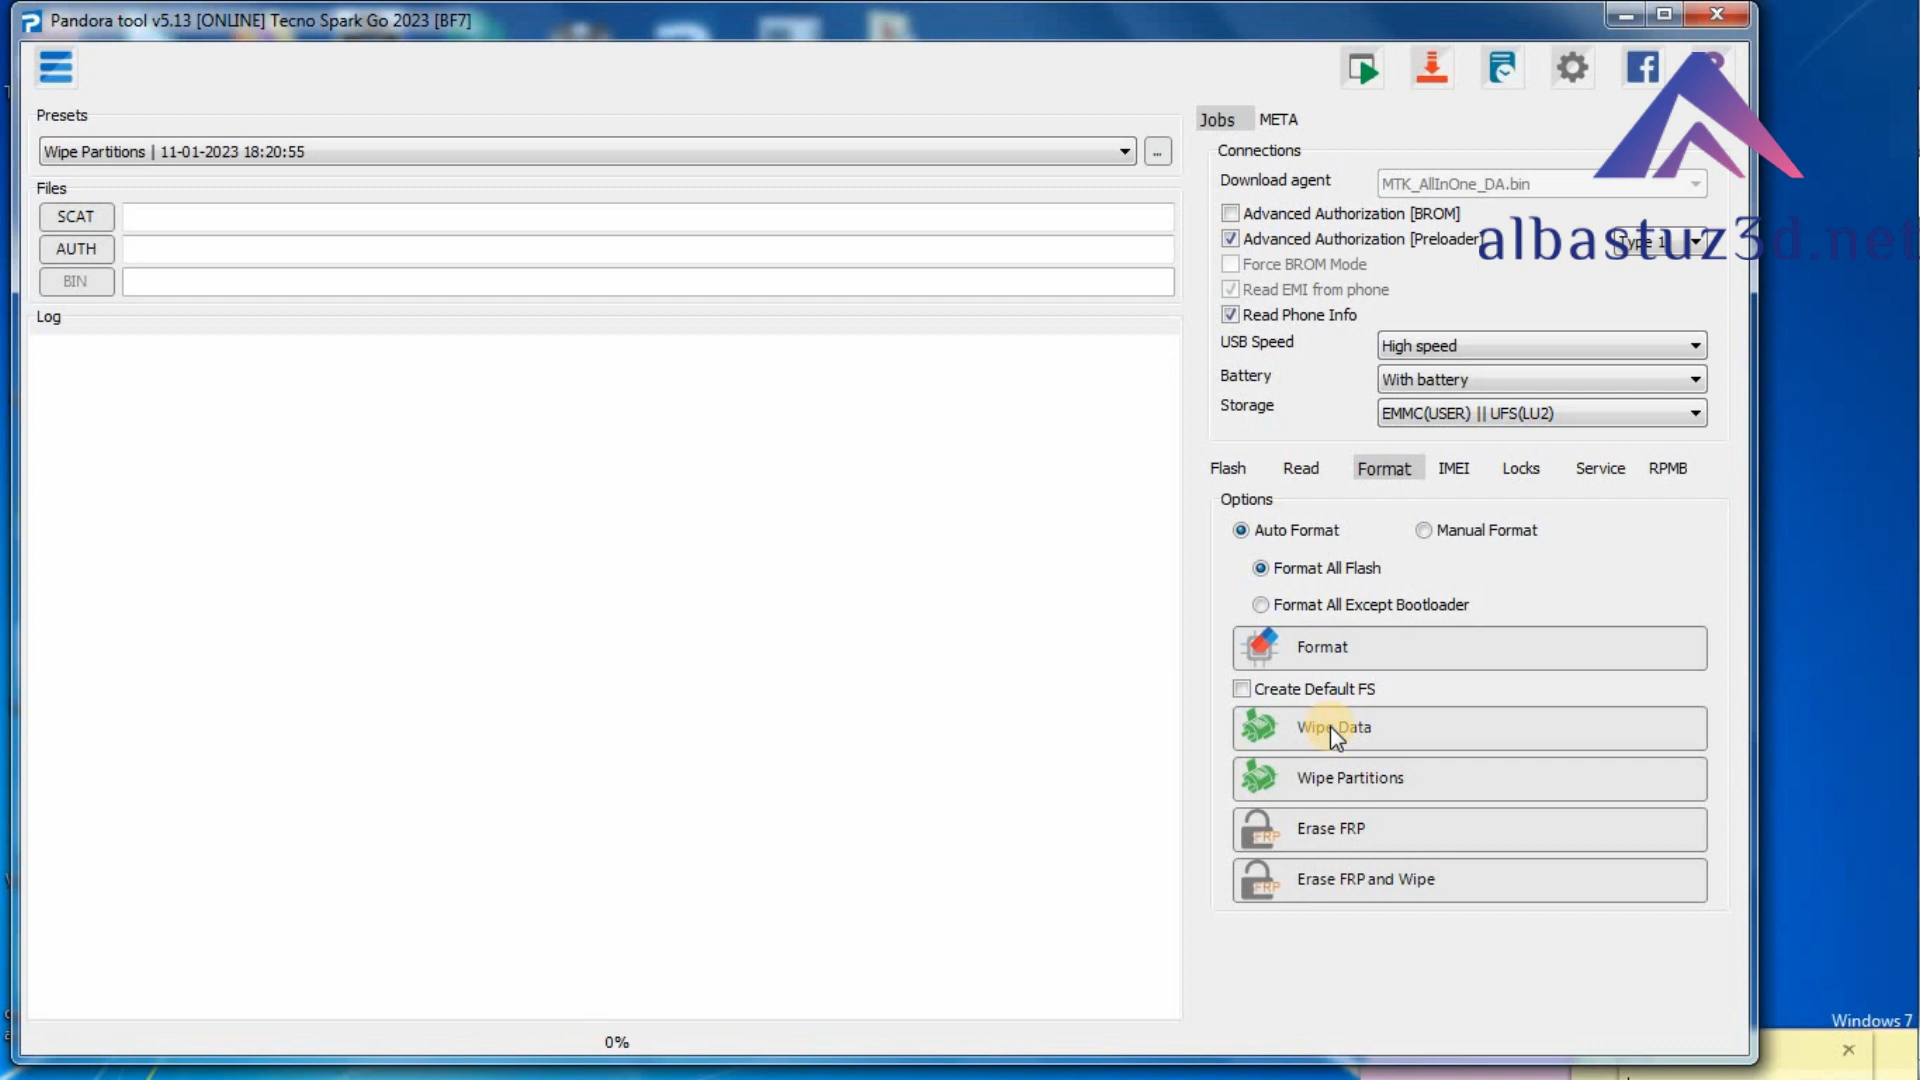 Pandora tool v5.13 [ONLINE] Tecno Spark Go 2023 [BF7]
Presets
Wipe Partitions | 11-01-2023 18:20:55
...
Files
SCAT
AUTH
BIN
Log
0%
Jobs META
Connections
Download agent MTK_AllInOne_DA.bin
Advanced Authorization [BROM]
Advanced Authorization [Preloader] Type 1
albastuz3d.net
Force BROM Mode
Read EMI from phone
Read Phone Info
USB Speed High speed
Battery With battery
Storage EMMC(USER) || UFS(LU2)
Flash Read Format IMEI Locks Service RPMB
Options
Auto Format Manual Format
Format All Flash
Format All Except Bootloader
Format
Create Default FS
Wipe Data
Wipe Partitions
FRP Erase FRP
FRP Erase FRP and Wipe
Windows 7